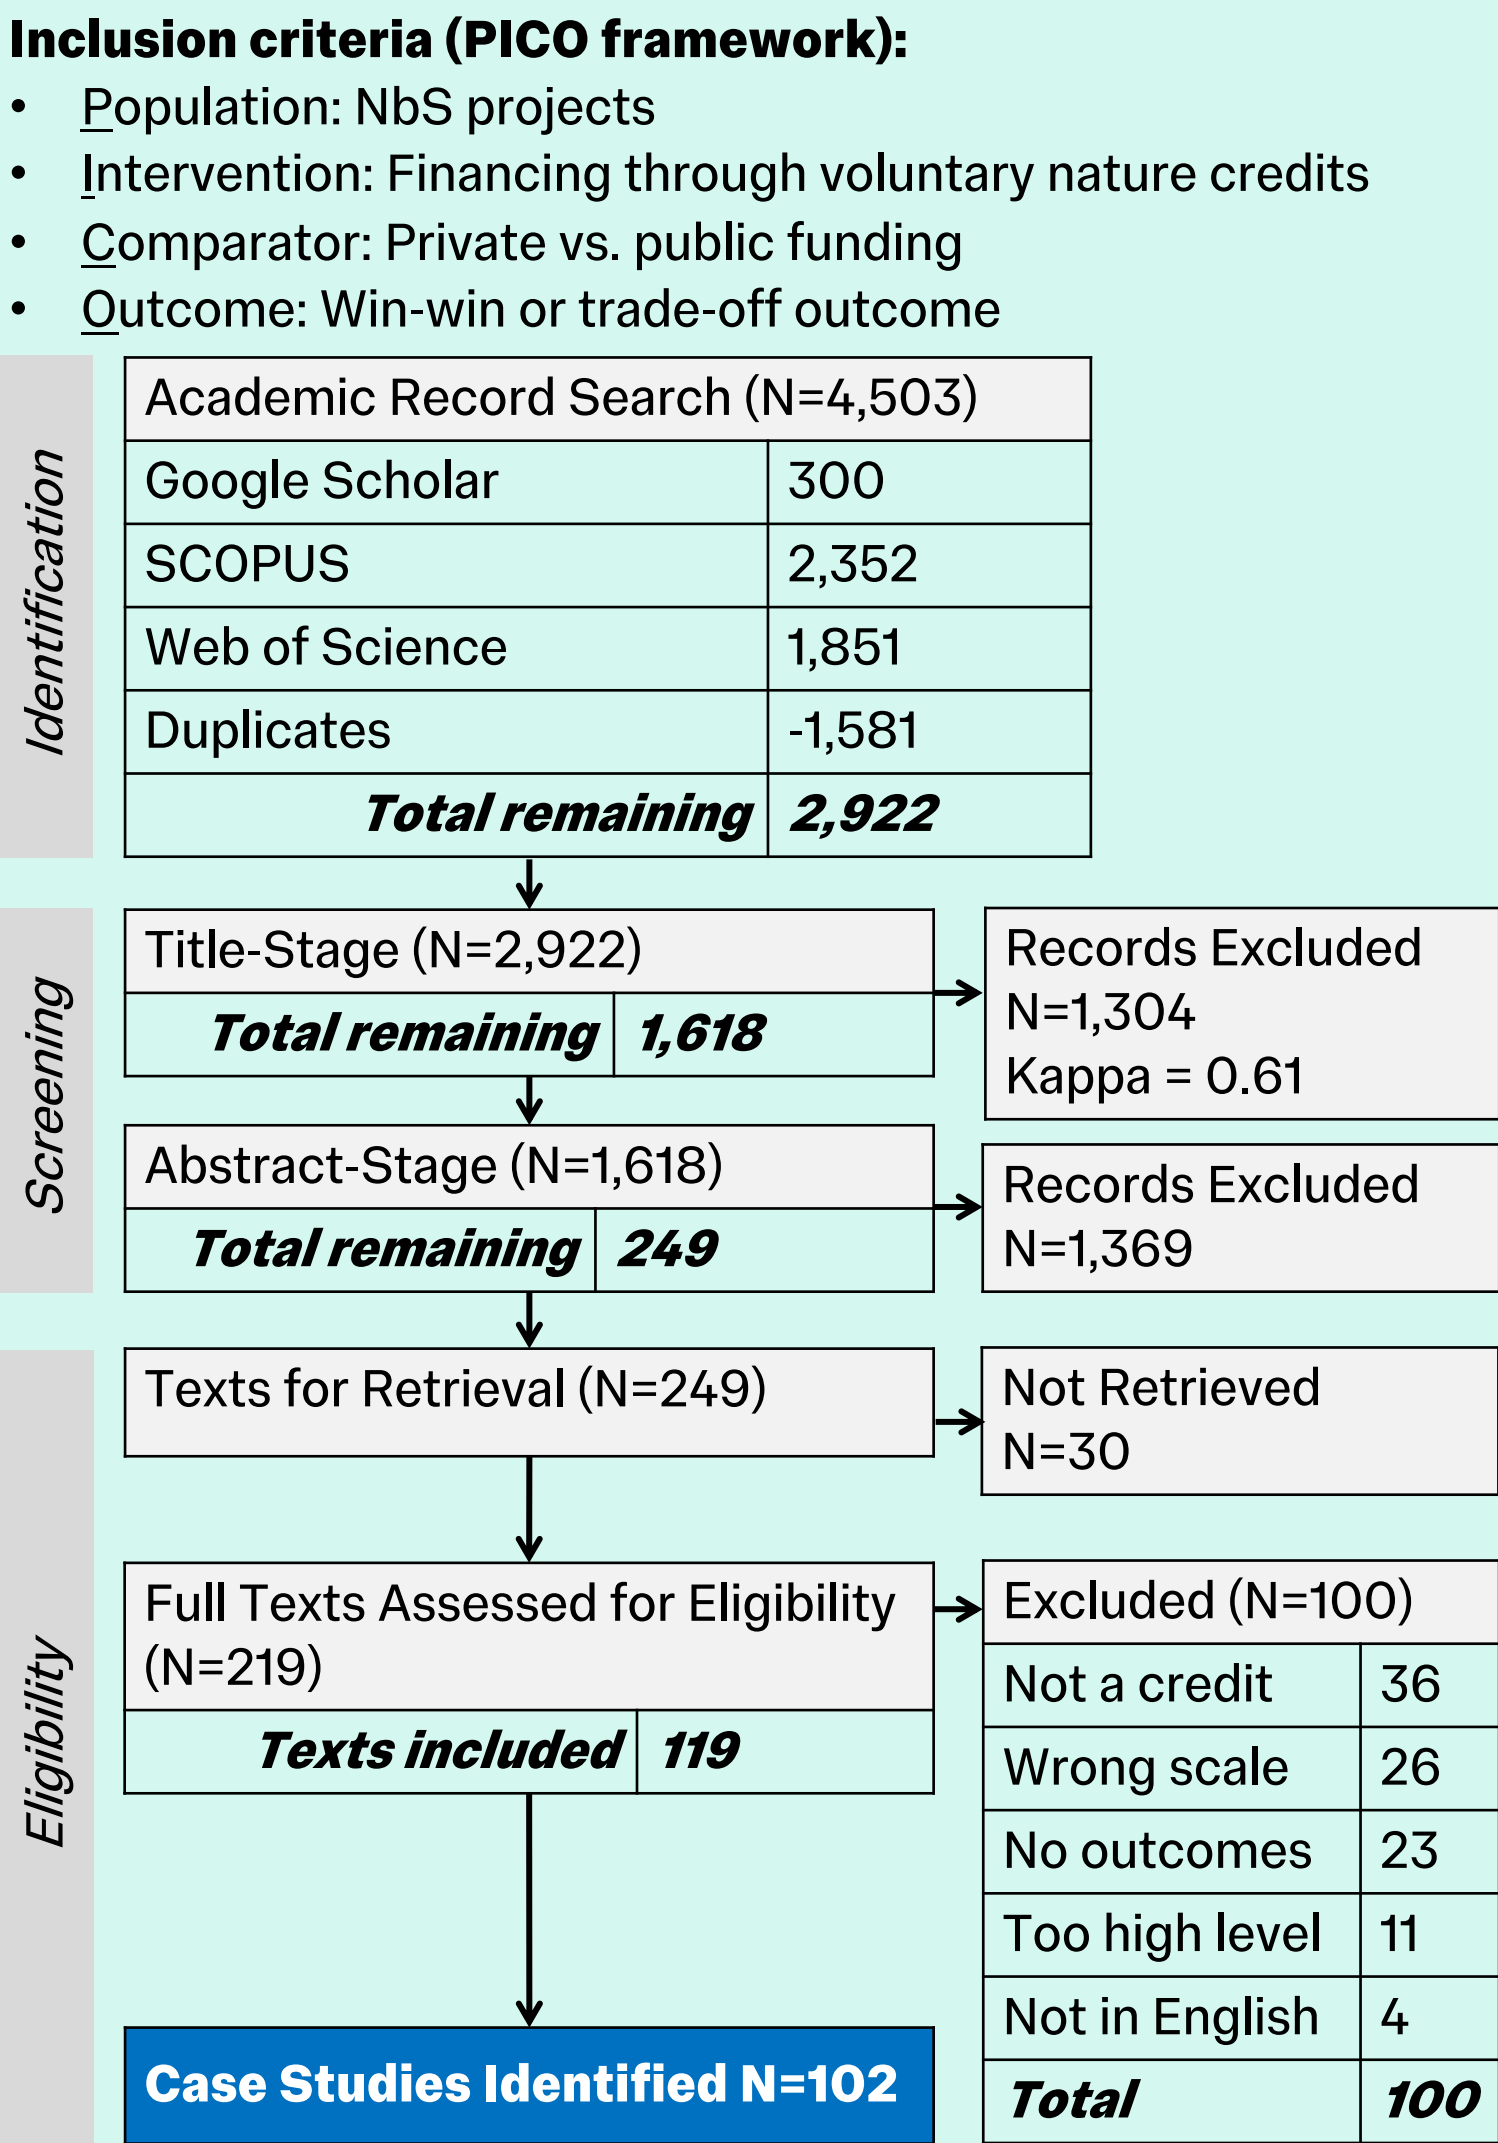 Inclusion criteria (PICO framework):
• Population: NbS projects
• Intervention: Financing through voluntary nature credits
• Comparator: Private vs. public funding
• Outcome: Win-win or trade-off outcome
Identification
Academic Record Search (N=4,503)
Google Scholar 300
SCOPUS 2,352
Web of Science 1,851
Duplicates -1,581
Total remaining 2,922
Screening
Title-Stage (N=2,922)
Total remaining 1,618
Records Excluded
N=1,304
Kappa = 0.61
Abstract-Stage (N=1,618)
Total remaining 249
Records Excluded
N=1,369
Eligibility
Texts for Retrieval (N=249)
Not Retrieved
N=30
Full Texts Assessed for Eligibility
(N=219)
Texts included 119
Excluded (N=100)
Not a credit 36
Wrong scale 26
No outcomes 23
Too high level 11
Not in English 4
Total 100
Case Studies Identified N=102